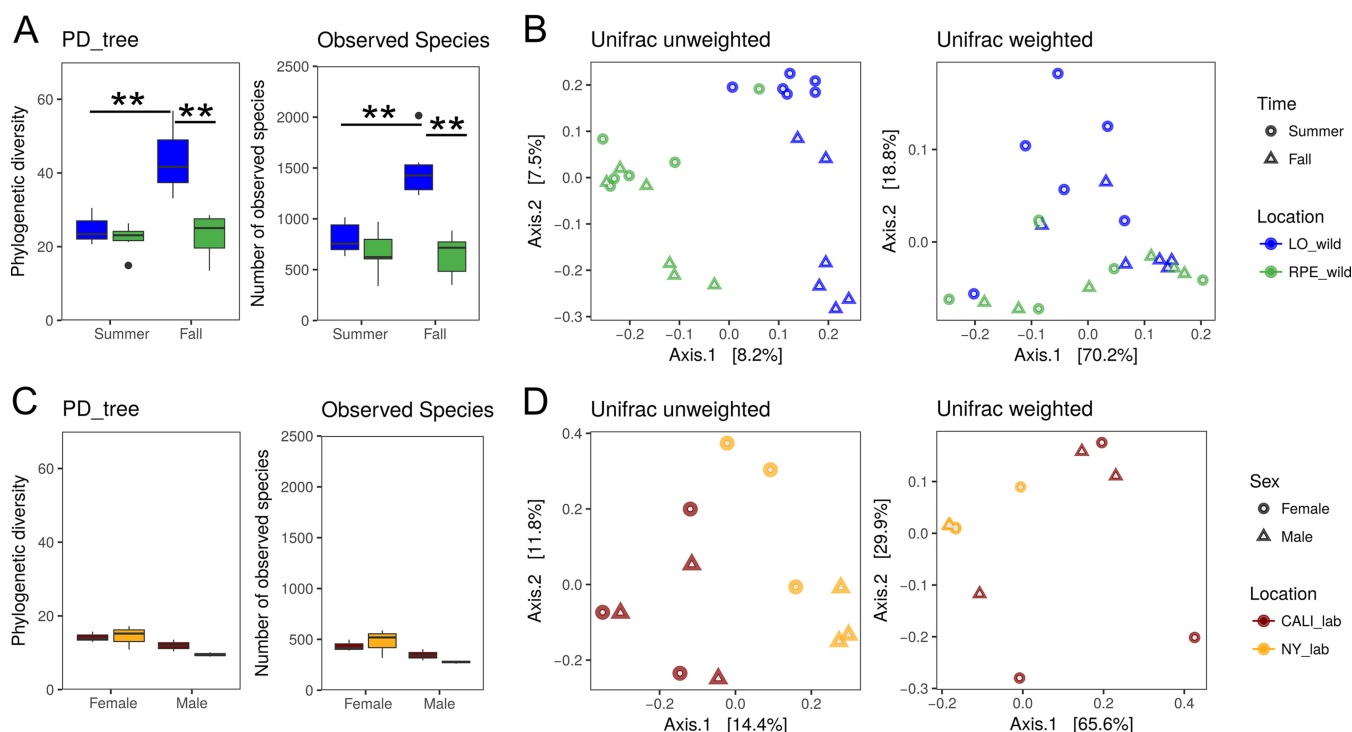 A
PD_tree
Phylogenetic diversity
60
40
20
0
**
**
Summer
Fall
Observed Species
Number of observed species
2500
2000
1500
1000
500
0
**
**
Summer
Fall
B
Unifrac unweighted
Axis.2 [7.5%]
0.2
0.1
0.0
−0.1
−0.2
−0.3
−0.2
−0.1
0.0
0.1
0.2
Axis.1 [8.2%]
Unifrac weighted
Axis.2 [18.8%]
0.1
0.0
−0.2
−0.1
0.0
0.1
0.2
Axis.1 [70.2%]
Time
Summer
Fall
Location
LO_wild
RPE_wild
C
PD_tree
Phylogenetic diversity
60
40
20
0
Female
Male
Observed Species
Number of observed species
2500
2000
1500
1000
500
0
Female
Male
D
Unifrac unweighted
Axis.2 [11.8%]
0.4
0.2
0.0
−0.2
−0.2
0.0
0.2
Axis.1 [14.4%]
Unifrac weighted
Axis.2 [29.9%]
0.1
0.0
−0.1
−0.2
−0.3
−0.2
0.0
0.2
0.4
Axis.1 [65.6%]
Sex
Female
Male
Location
CALI_lab
NY_lab